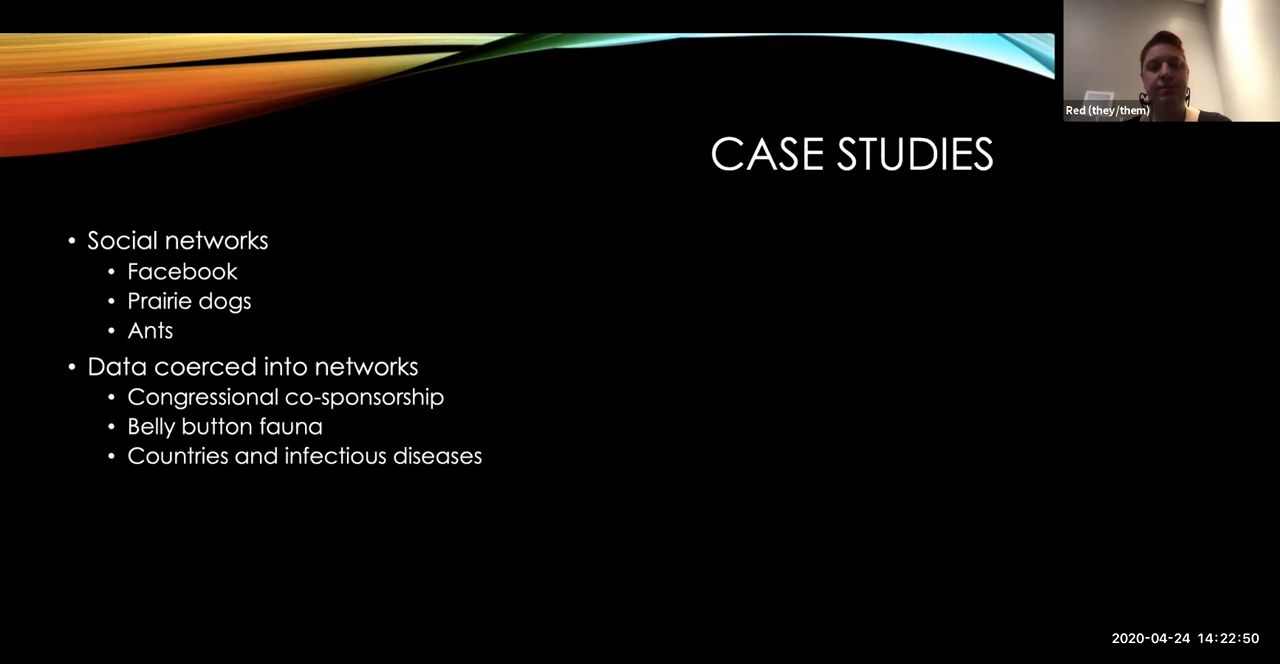 Red (they/them)
CASE STUDIES
• Social networks
• Facebook
• Prairie dogs
• Ants
• Data coerced into networks
• Congressional co-sponsorship
• Belly button fauna
• Countries and infectious diseases
2020-04-24 14:22:50